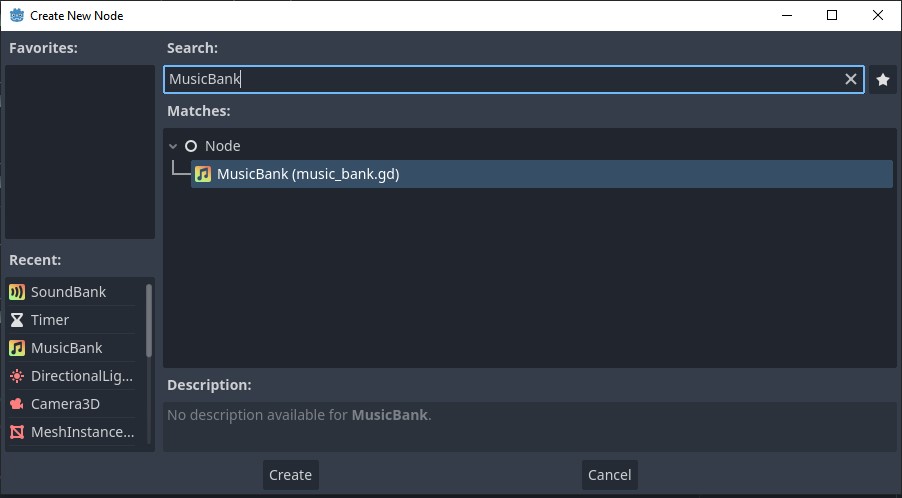 Create New Node
Favorites:
Search:
MusicBank
Matches:
Node
MusicBank (music_bank.gd)
Recent:
SoundBank
Timer
MusicBank
DirectionalLig...
Camera3D
MeshInstance...
Description:
No description available for MusicBank.
Create
Cancel